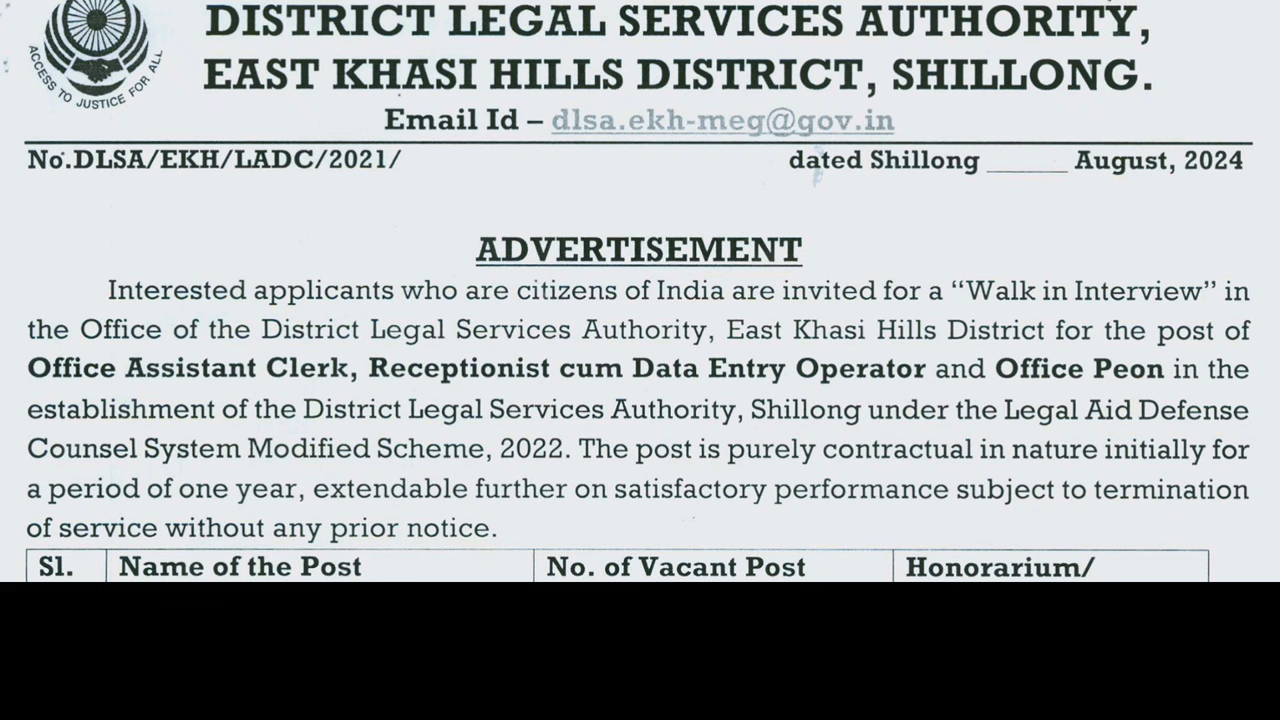 DISTRICT LEGAL SERVICES AUTHORITY,
EAST KHASI HILLS DISTRICT, SHILLONG.
ACCESS TO JUSTICE FOR ALL
Email Id – dlsa.ekh-meg@gov.in
No.DLSA/EKH/LADC/2021/ dated Shillong ______ August, 2024
ADVERTISEMENT
Interested applicants who are citizens of India are invited for a “Walk in Interview” in
the Office of the District Legal Services Authority, East Khasi Hills District for the post of
Office Assistant Clerk, Receptionist cum Data Entry Operator and Office Peon in the
establishment of the District Legal Services Authority, Shillong under the Legal Aid Defense
Counsel System Modified Scheme, 2022. The post is purely contractual in nature initially for
a period of one year, extendable further on satisfactory performance subject to termination
of service without any prior notice.
Sl. Name of the Post No. of Vacant Post Honorarium/